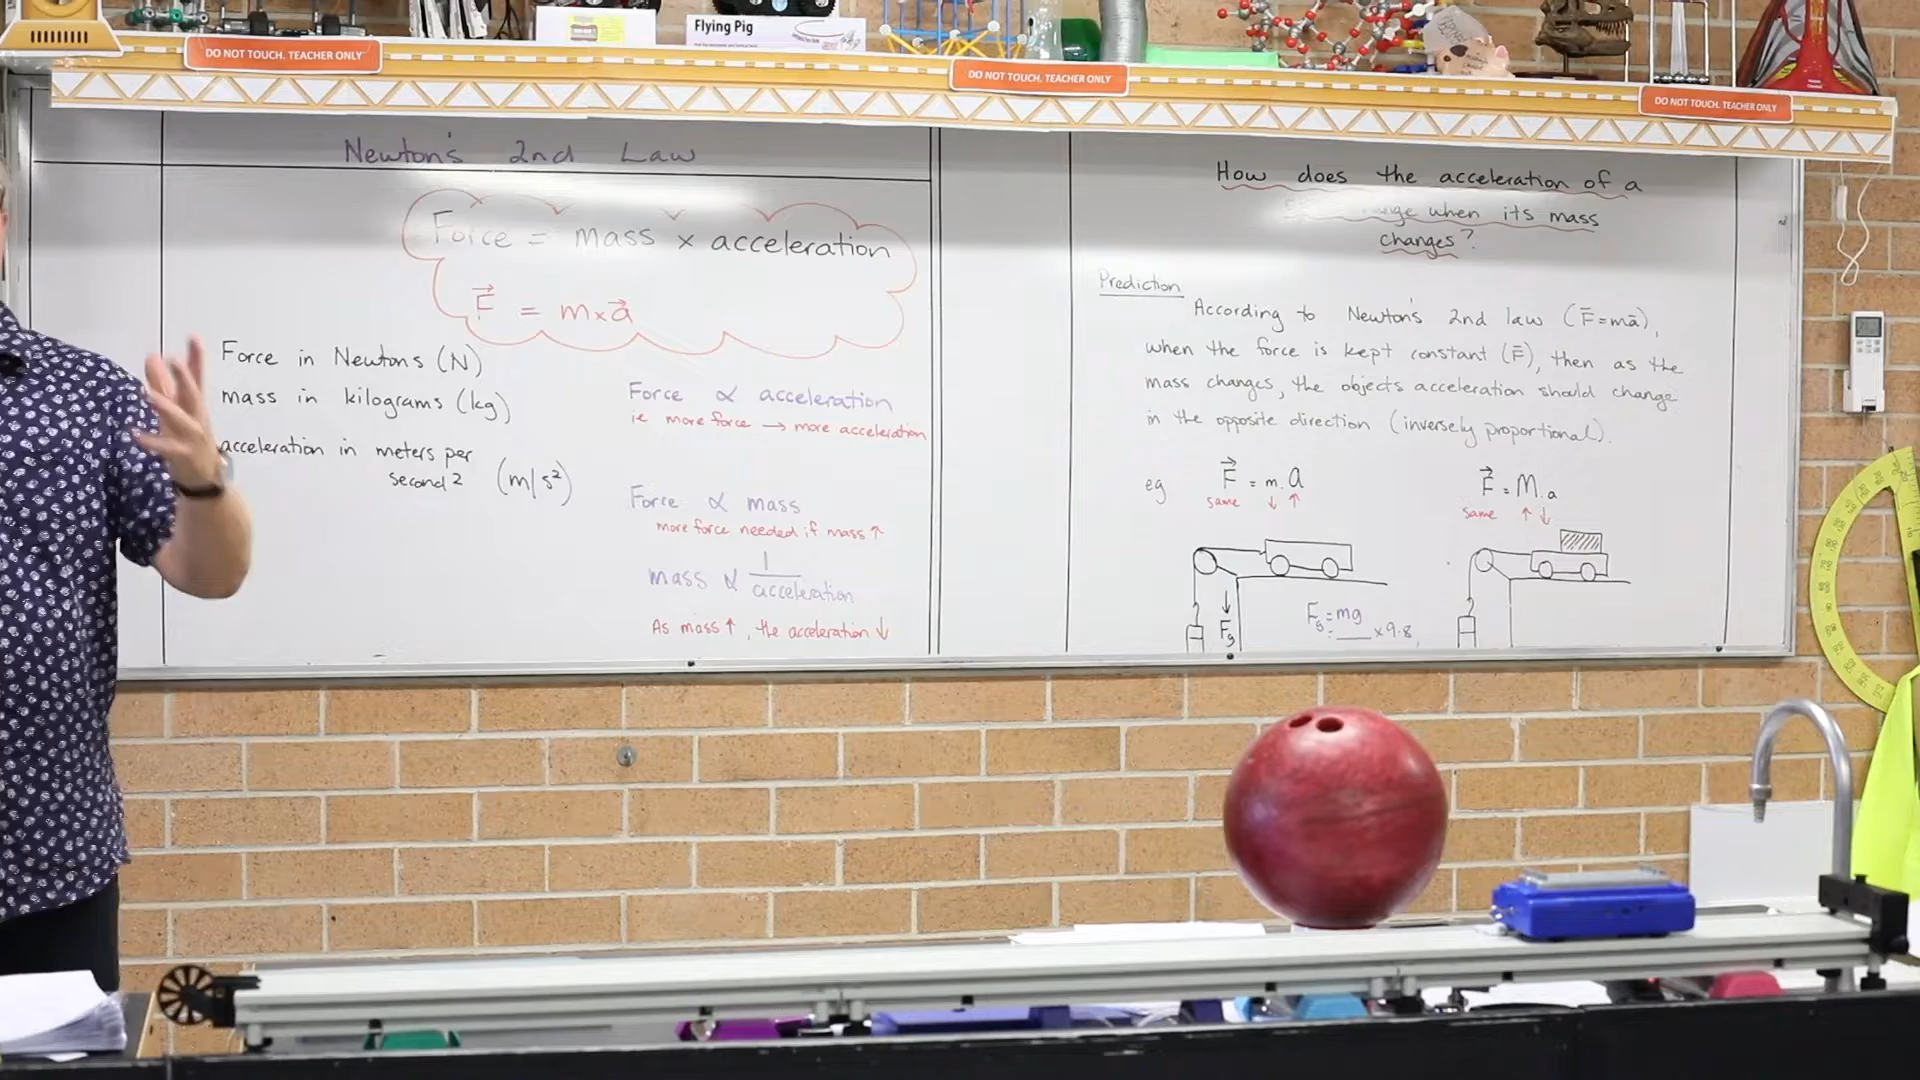 Flying Pig
DO NOT TOUCH. TEACHER ONLY
DO NOT TOUCH. TEACHER ONLY
DO NOT TOUCH. TEACHER ONLY
Newton's 2nd Law
Force = mass x acceleration
F⃗ = m x a⃗
Force in Newtons (N)
mass in kilograms (kg)
acceleration in meters per
second 2 (m/s²)
Force ∝ acceleration
ie more force → more acceleration
Force ∝ mass
more force needed if mass ↑
mass ∝ 1/acceleration
As mass ↑, the acceleration ↓
How does the acceleration of a
when its mass
changes?
Prediction
According to Newton's 2nd law (F̄=mā),
when the force is kept constant (F̄), then as the
mass changes, the objects acceleration should change
in the opposite direction (inversely proportional).
eg F⃗ = m.a
same ↓ ↑
F⃗ = M.a
same ↑ ↓
Fg
Fg = mg
= ___ x 9.8